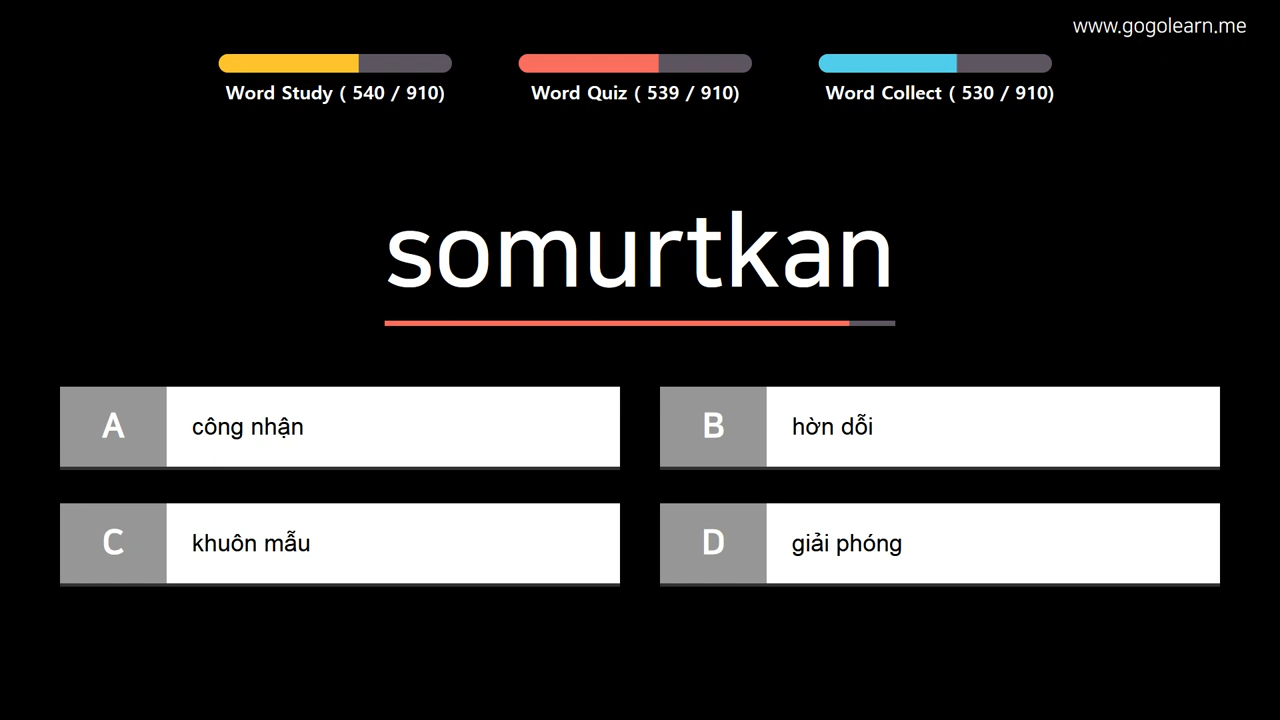 www.gogolearn.me
Word Study ( 540 / 910)
Word Quiz ( 539 / 910)
Word Collect ( 530 / 910)
somurtkan
A
công nhận
B
hờn dỗi
C
khuôn mẫu
D
giải phóng